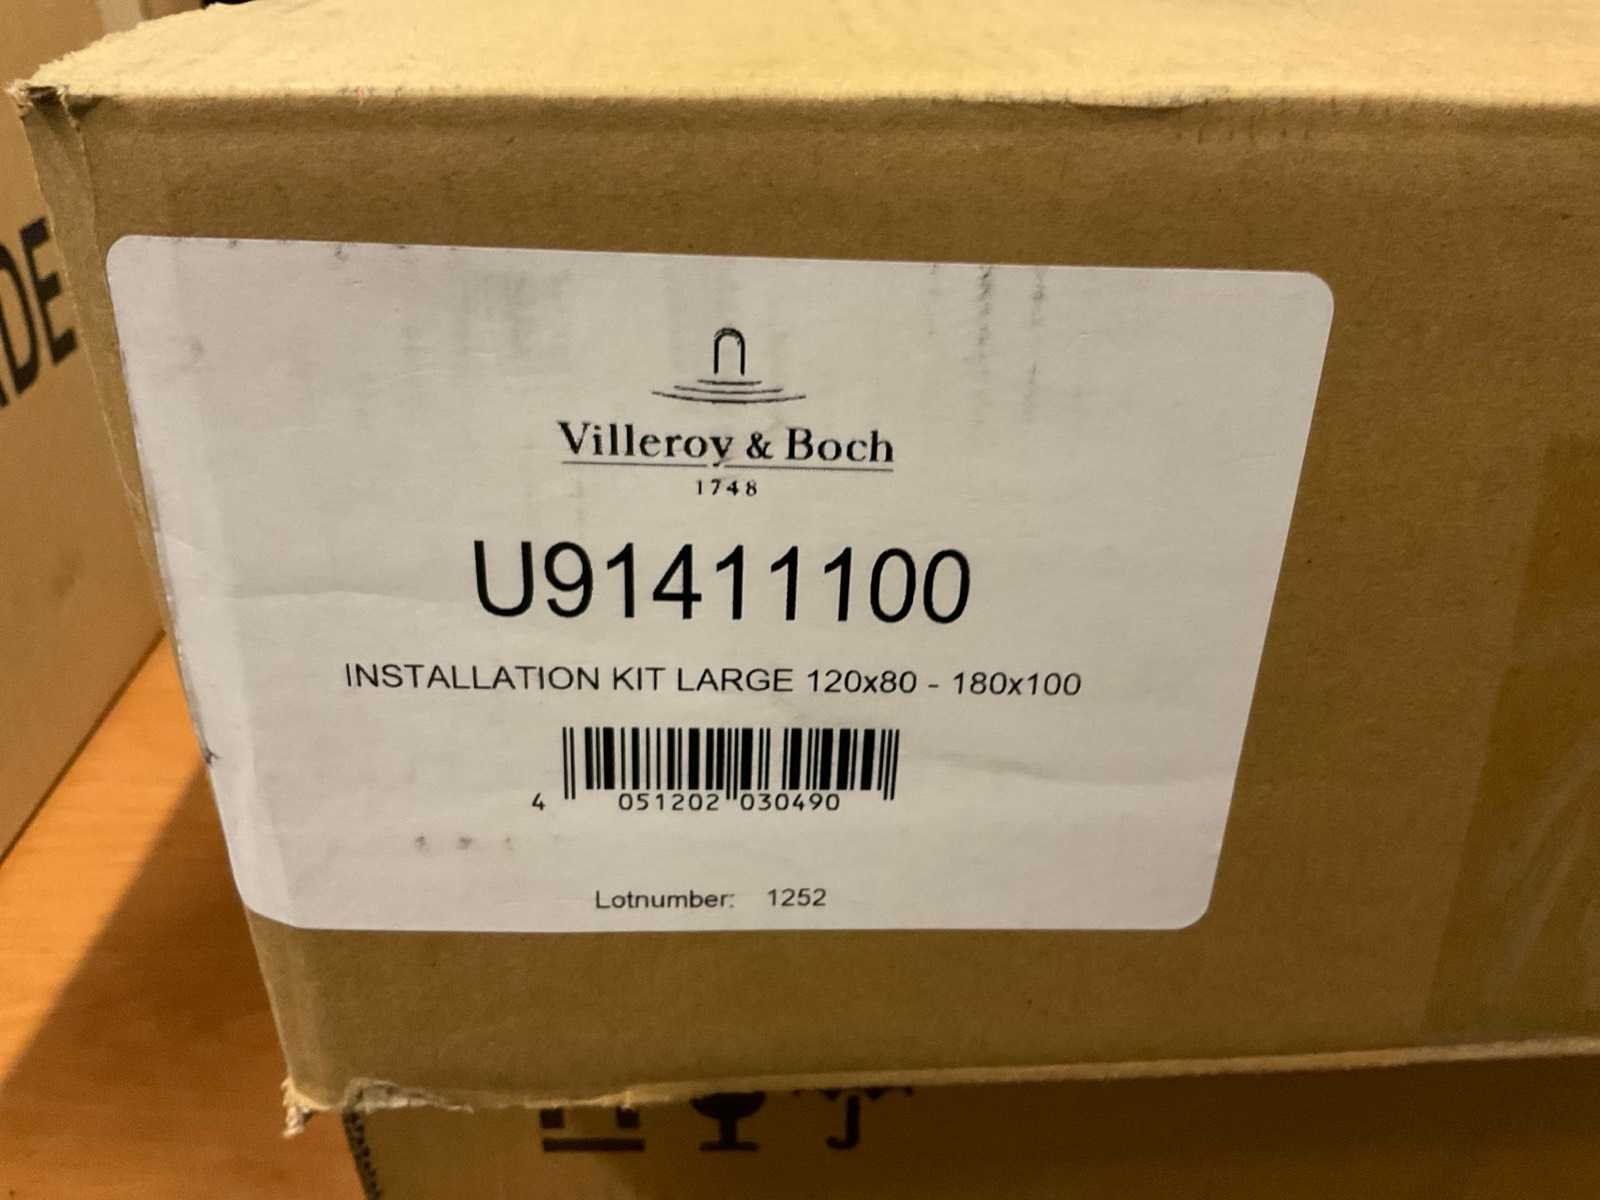 Villeroy & Boch
1748
U91411100
INSTALLATION KIT LARGE 120x80 - 180x100
4 051202 030490
Lotnumber: 1252